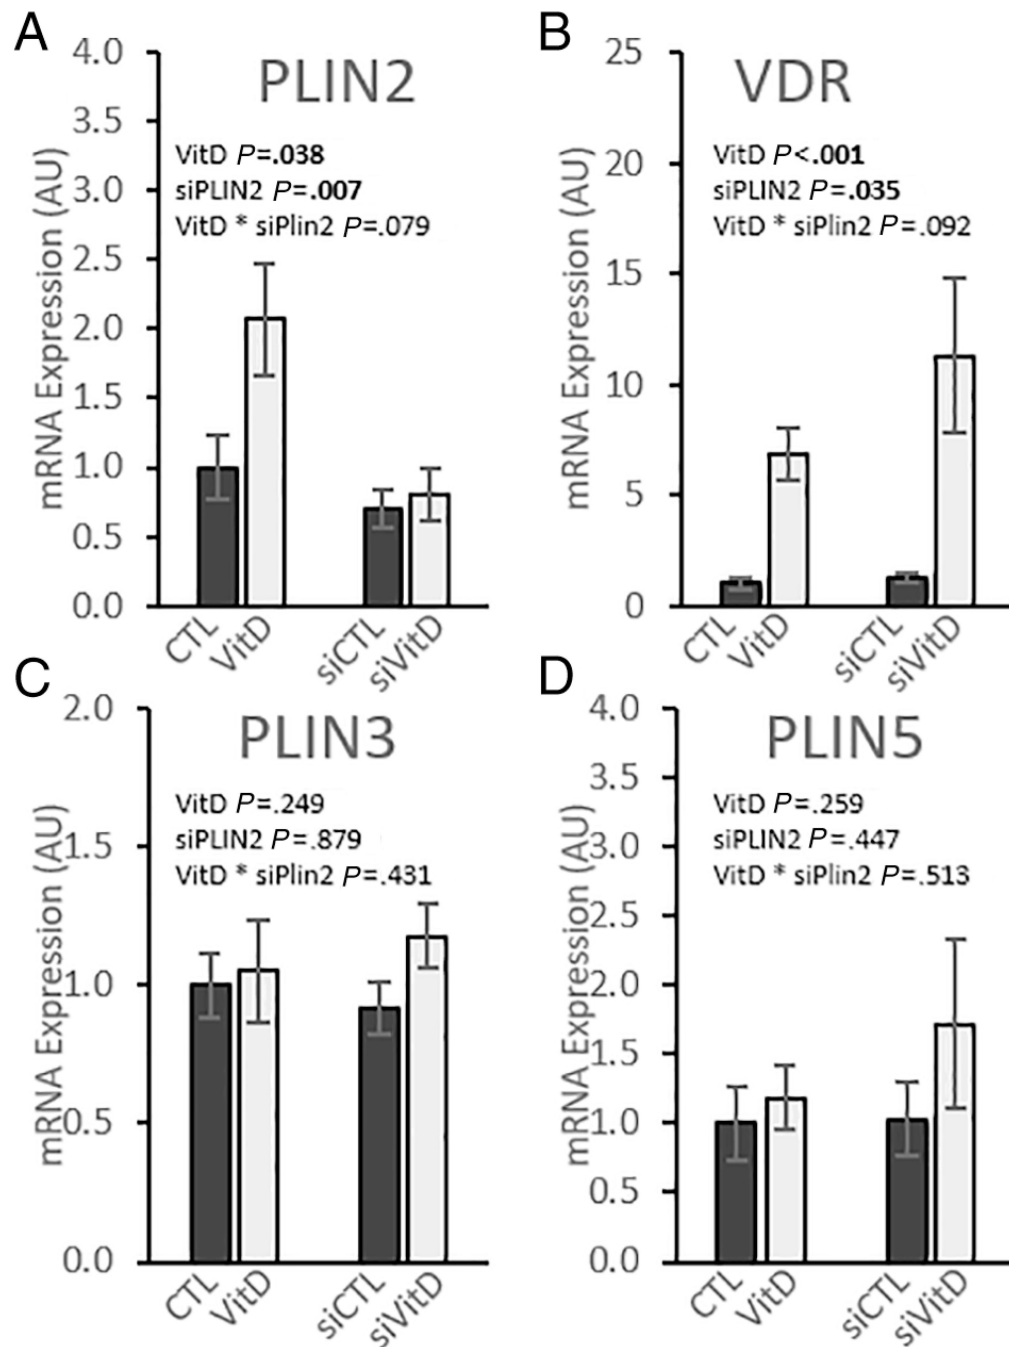 A
PLIN2
VitD P=.038
siPLIN2 P=.007
VitD * siPlin2 P=.079
mRNA Expression (AU)
4.0
3.5
3.0
2.5
2.0
1.5
1.0
0.5
0.0
CTL
VitD
siCTL
siVitD
B
VDR
VitD P<.001
siPLIN2 P=.035
VitD * siPlin2 P=.092
mRNA Expression (AU)
25
20
15
10
5
0
CTL
VitD
siCTL
siVitD
C
PLIN3
VitD P=.249
siPLIN2 P=.879
VitD * siPlin2 P=.431
mRNA Expression (AU)
2.0
1.5
1.0
0.5
0.0
CTL
VitD
siCTL
siVitD
D
PLIN5
VitD P=.259
siPLIN2 P=.447
VitD * siPlin2 P=.513
mRNA Expression (AU)
4.0
3.5
3.0
2.5
2.0
1.5
1.0
0.5
0.0
CTL
VitD
siCTL
siVitD